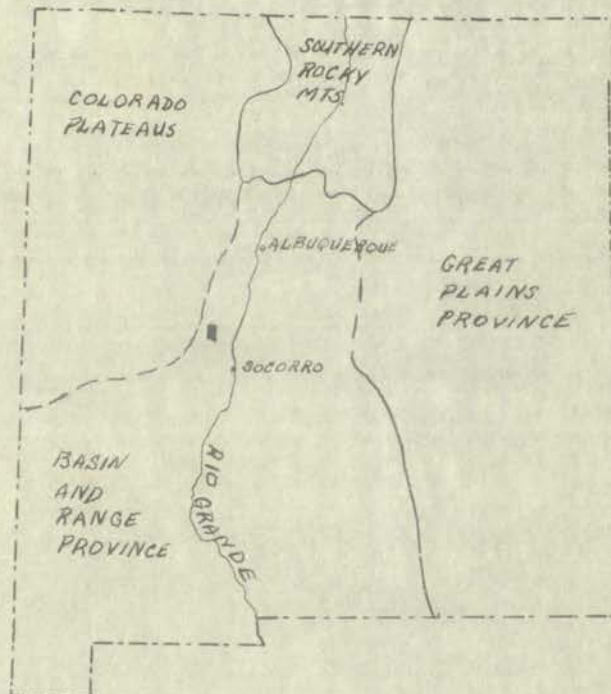 SOUTHERN
ROCKY
MTS.
COLORADO
PLATEAUS
ALBUQUERQUE
GREAT
PLAINS
PROVINCE
SOCORRO
BASIN
AND
RANGE
PROVINCE
RIO GRANDE